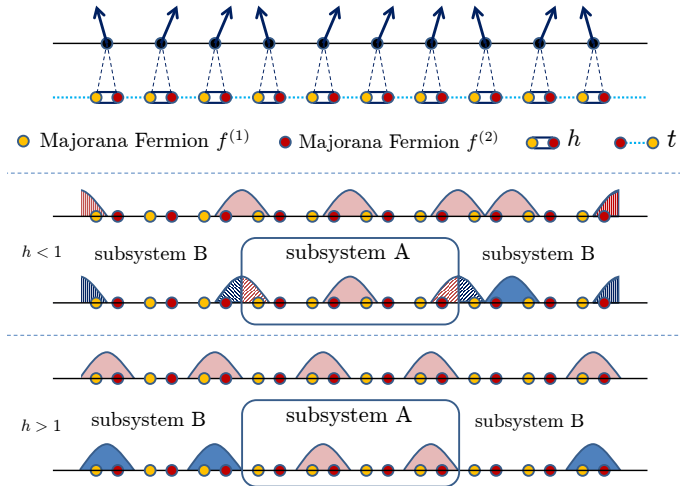 Majorana Fermion f^{(1)} Majorana Fermion f^{(2)} h t
h < 1
subsystem B subsystem A subsystem B
h > 1
subsystem B subsystem A subsystem B